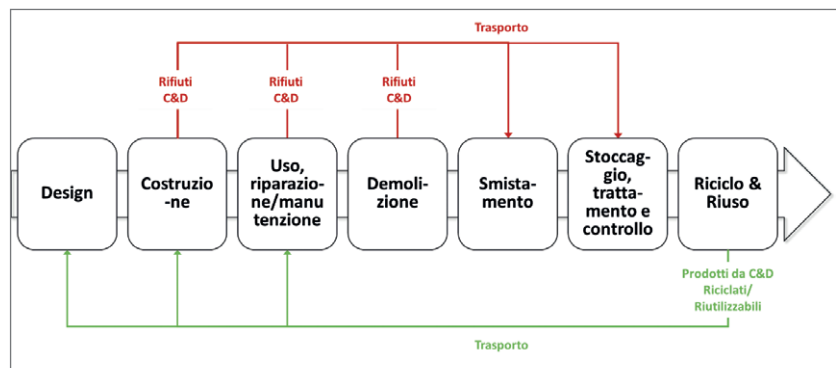 Trasporto
Rifiuti
C&D
Rifiuti
C&D
Rifiuti
C&D
Design
Costruzio
-ne
Uso,
riparazio-
ne/manu
tenzione
Demoli-
zione
Smista-
mento
Stoccag-
gio,
tratta-
mento e
controllo
Riciclo &
Riuso
Prodotti da C&D
Riciclati/
Riutilizzabili
Trasporto